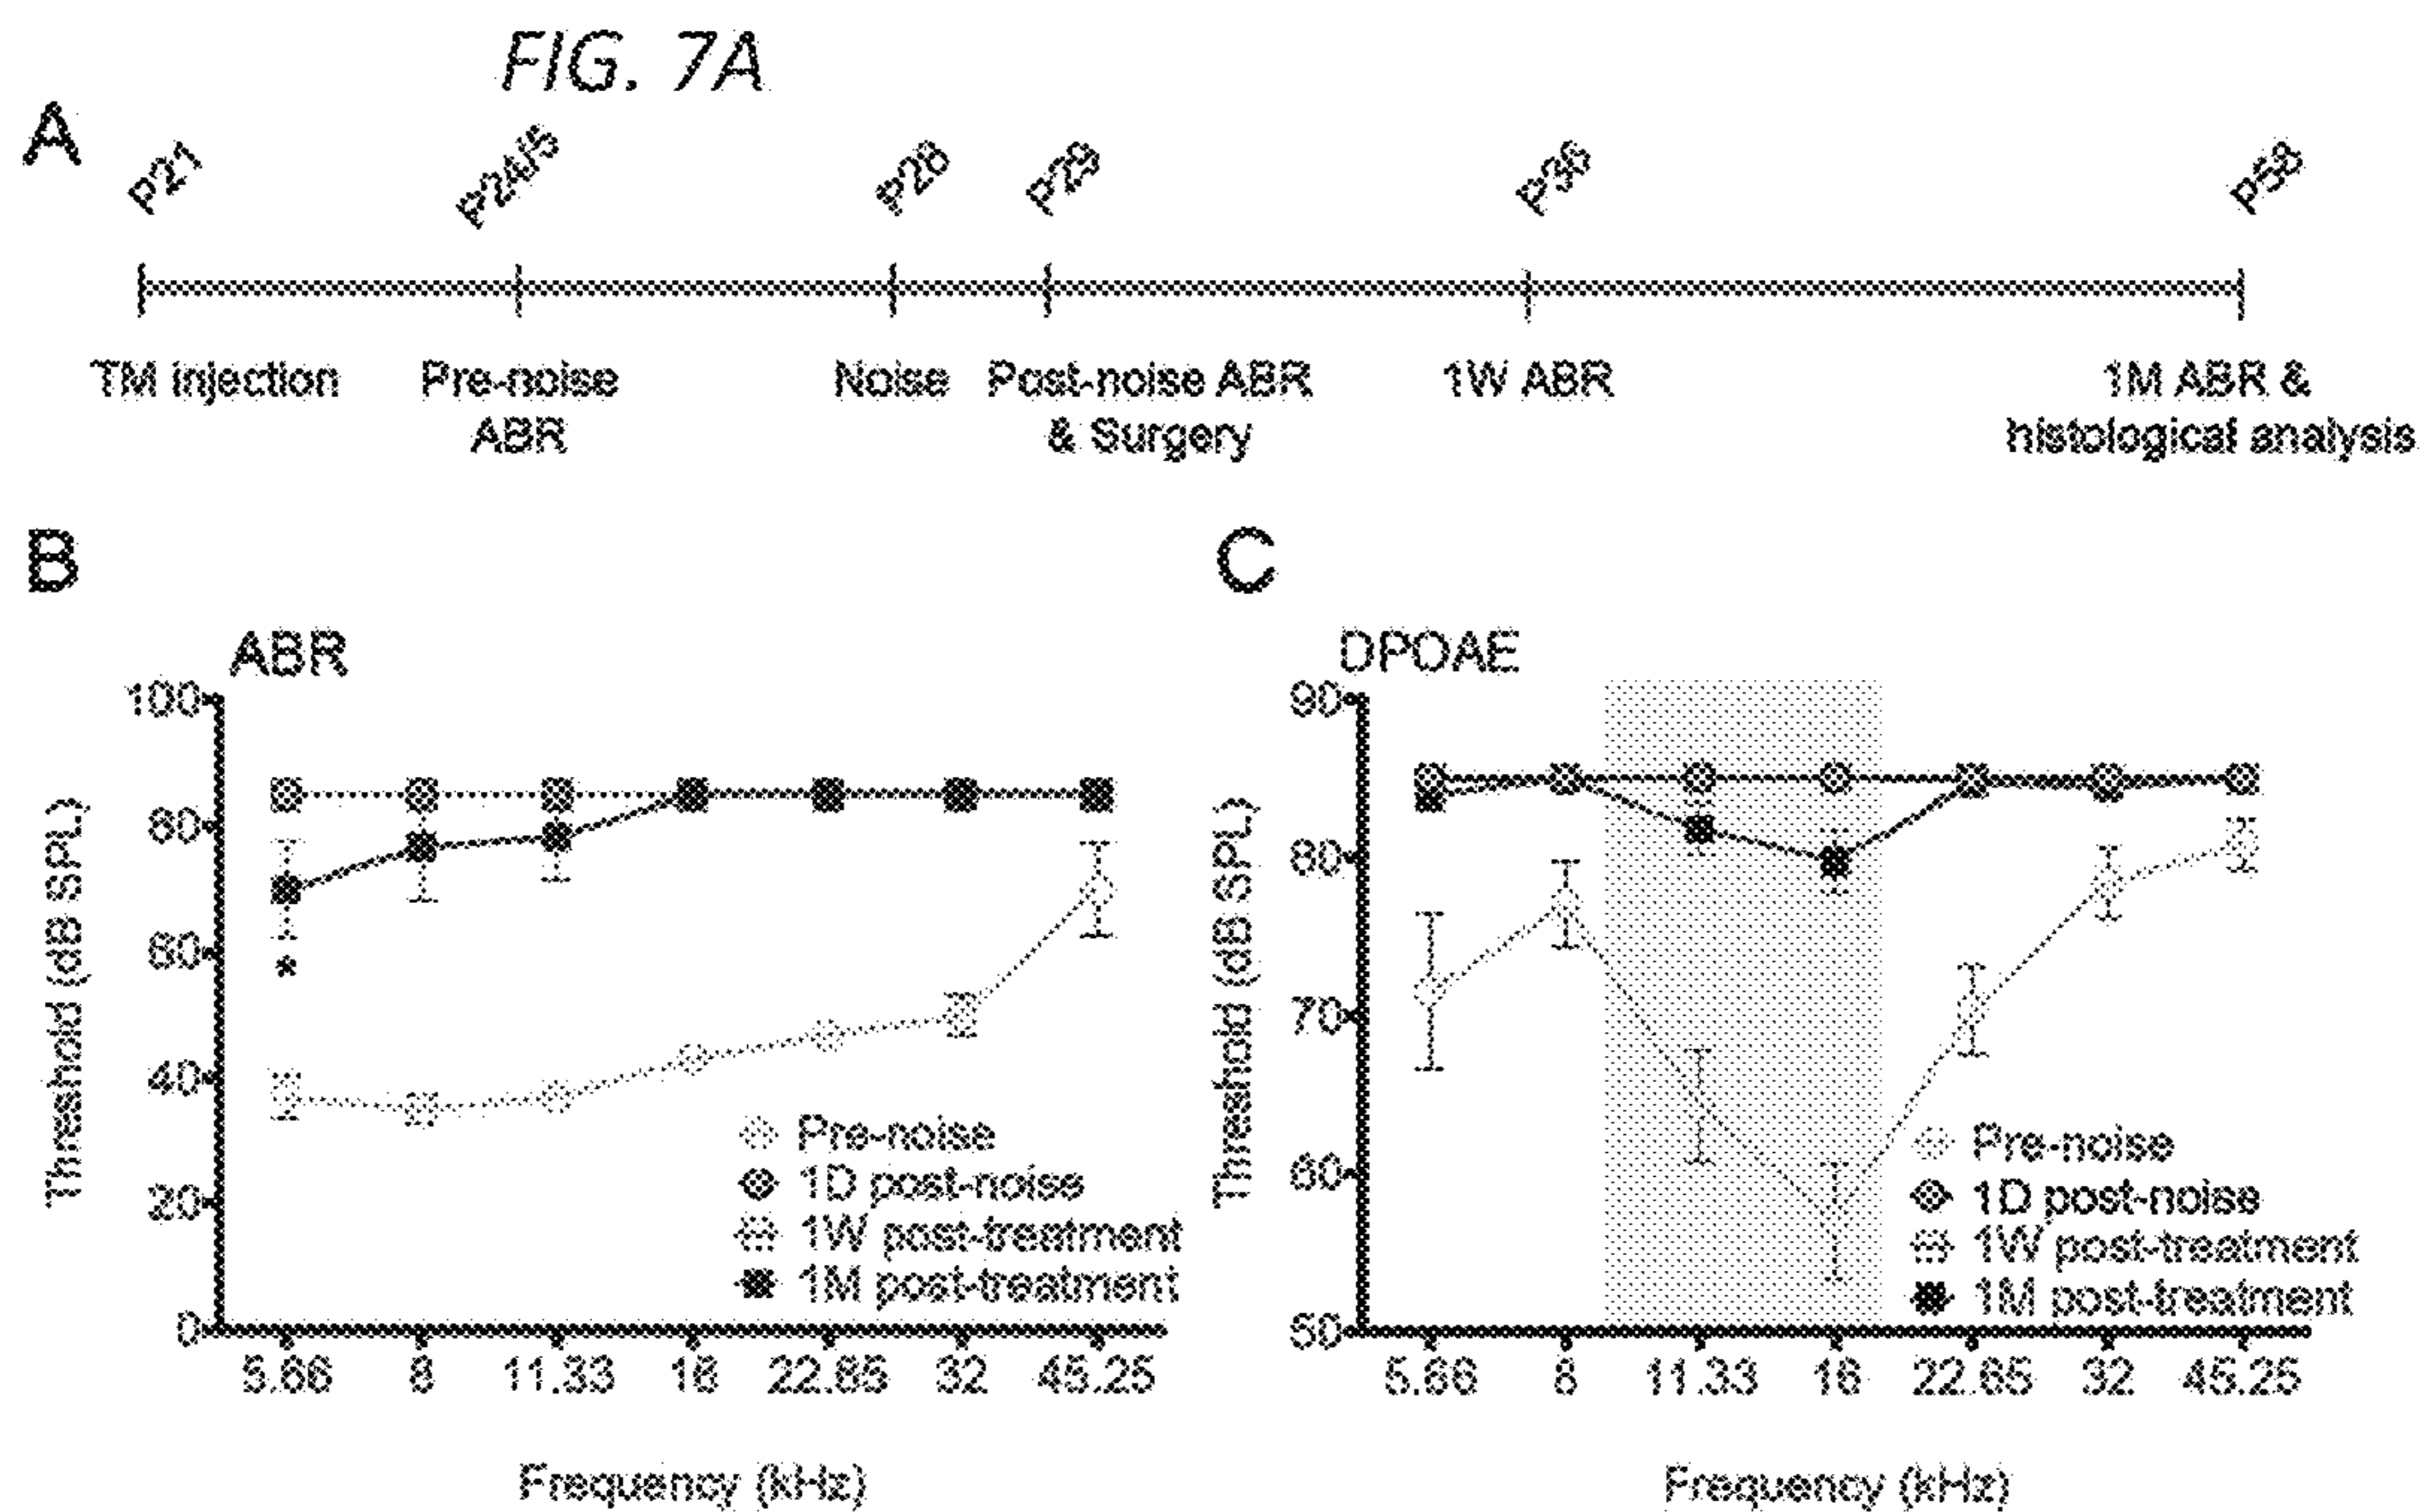 FIG. 7A
A
P21 P24/5 P28 P29 P36 P58
TM injection Pre-noise ABR Noise Post-noise ABR & Surgery 1W ABR 1M ABR & histological analysis
B
ABR
Threshold (dB SPL)
100
80
60
*
40
20
0
Pre-noise
1D post-noise
1W post-treatment
1M post-treatment
5.66 8 11.33 16 22.65 32 45.25
Frequency (kHz)
C
DPOAE
Threshold (dB SPL)
90
80
70
60
50
Pre-noise
1D post-noise
1W post-treatment
1M post-treatment
5.66 8 11.33 16 22.65 32 45.25
Frequency (kHz)